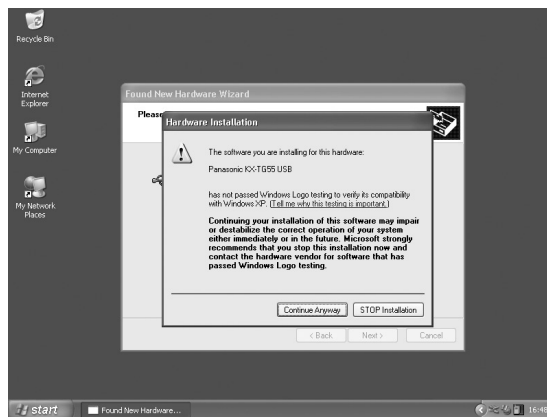 Recycle Bin
Internet
Explorer
My Computer
My Network
Places
Found New Hardware Wizard
Please
Hardware Installation
The software you are installing for this hardware:
Panasonic KX-TG55 USB
has not passed Windows Logo testing to verify its compatibility
with Windows XP. (Tell me why this testing is important.)
Continuing your installation of this software may impair
or destabilize the correct operation of your system
either immediately or in the future. Microsoft strongly
recommends that you stop this installation now and
contact the hardware vendor for software that has
passed Windows Logo testing.
Continue Anyway STOP Installation
< Back Next > Cancel
start Found New Hardware... 16:48